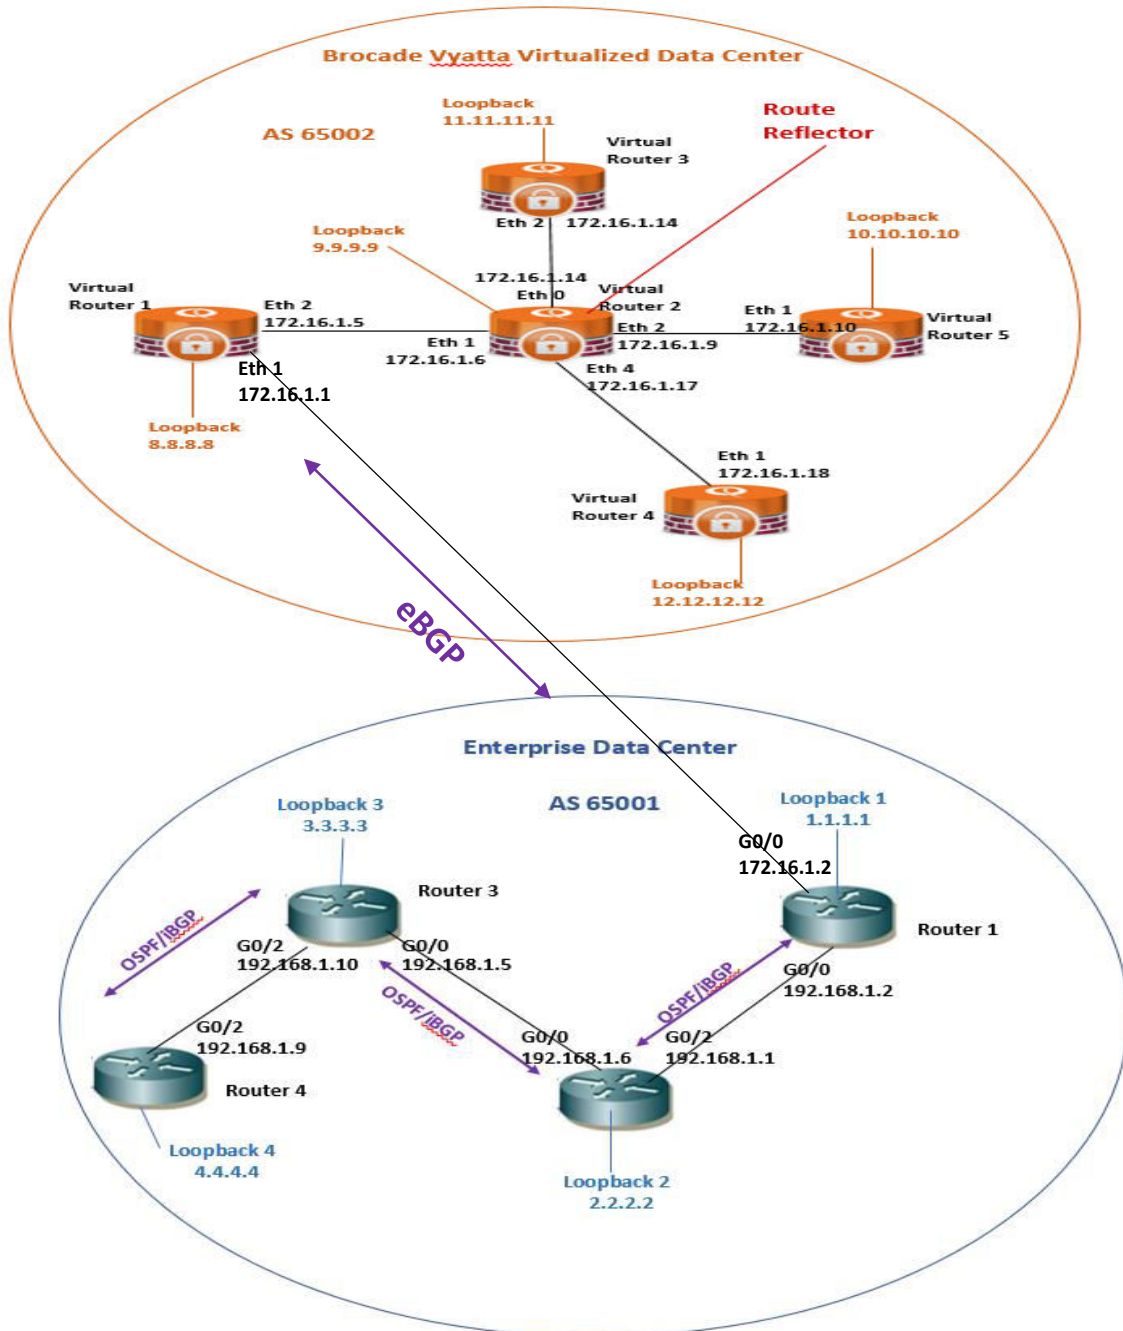 Brocade Vyatta Virtualized Data Center
AS 65002
Loopback
11.11.11.11
Route
Reflector
Virtual
Router 3
Eth 2 172.16.1.14
Loopback
9.9.9.9
Loopback
10.10.10.10
172.16.1.14
Eth 0
Virtual
Router 2
Virtual
Router 1
Eth 2
172.16.1.5
Eth 1
172.16.1.6
Eth 2
172.16.1.9
Eth 1
172.16.1.10
Virtual
Router 5
Eth 1
172.16.1.1
Eth 4
172.16.1.17
Loopback
8.8.8.8
Eth 1
172.16.1.18
Virtual
Router 4
Loopback
12.12.12.12
eBGP
Enterprise Data Center
AS 65001
Loopback 3
3.3.3.3
Loopback 1
1.1.1.1
G0/0
172.16.1.2
Router 3
Router 1
OSPF/iBGP
G0/2
192.168.1.10
G0/0
192.168.1.5
OSPF/iBGP
OSPF/iBGP
G0/0
192.168.1.2
G0/2
192.168.1.9
G0/0
192.168.1.6
G0/2
192.168.1.1
Router 4
Loopback 4
4.4.4.4
Loopback 2
2.2.2.2